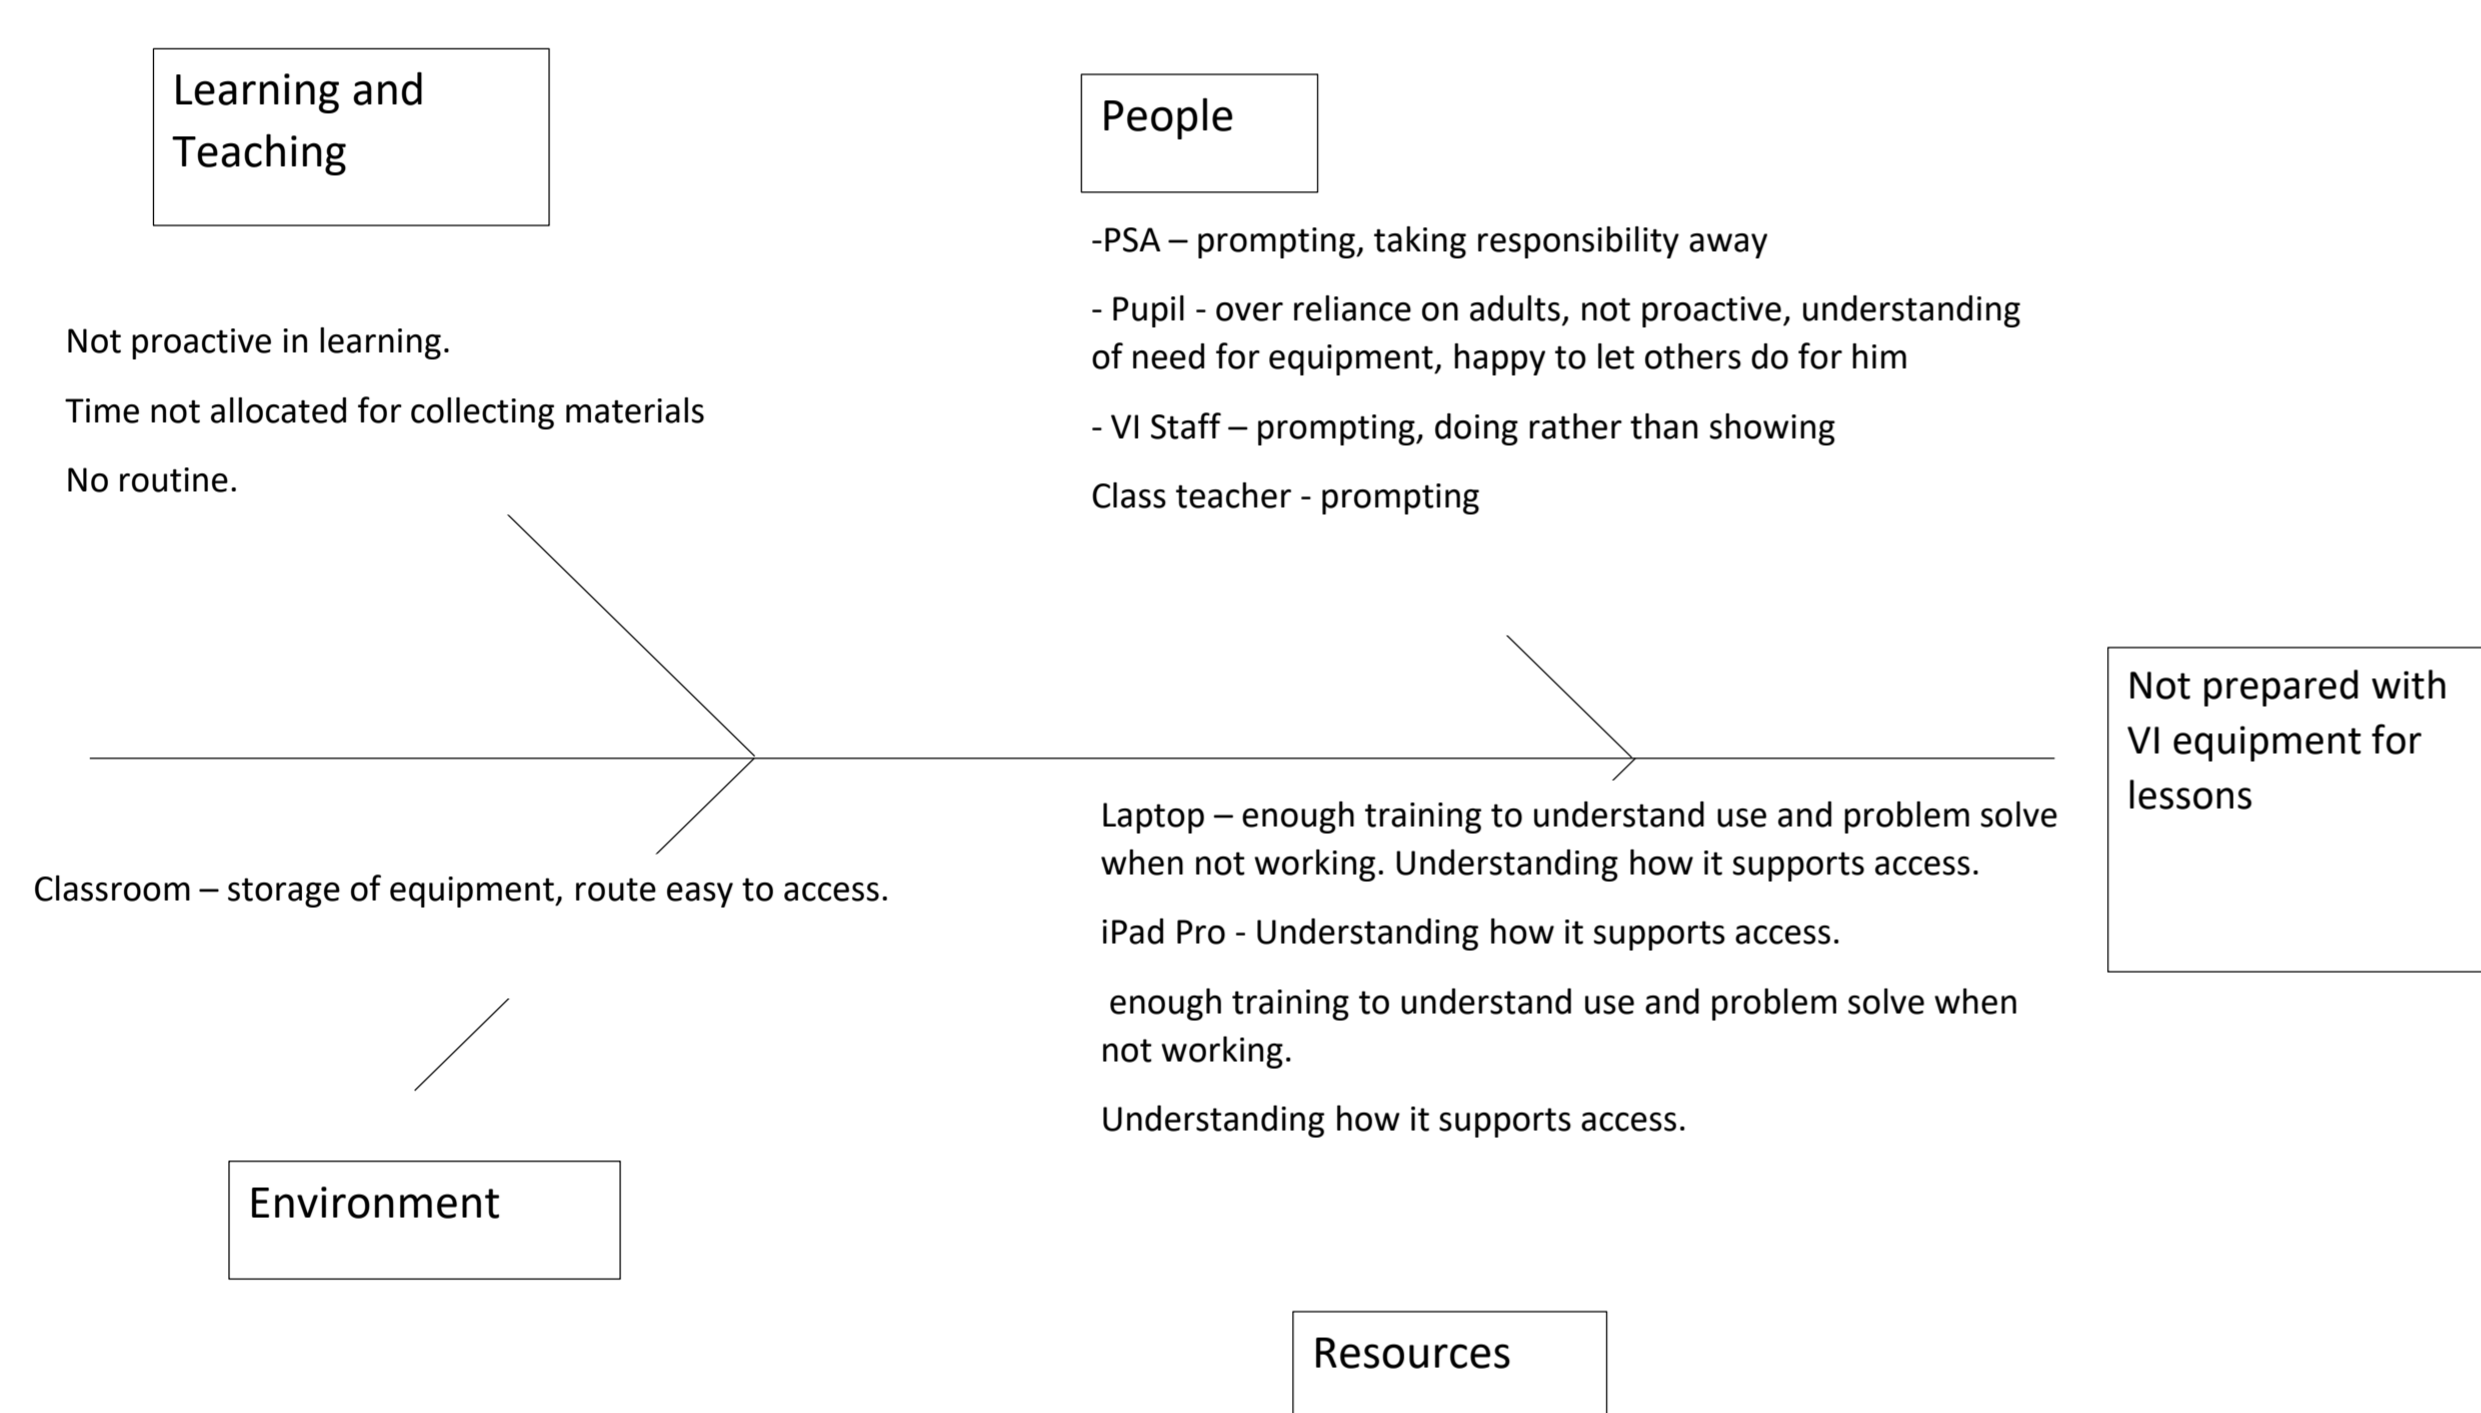 Learning and
Teaching
Not proactive in learning.
Time not allocated for collecting materials
No routine.
People
-PSA – prompting, taking responsibility away
- Pupil - over reliance on adults, not proactive, understanding
of need for equipment, happy to let others do for him
- VI Staff – prompting, doing rather than showing
Class teacher - prompting
Not prepared with
VI equipment for
lessons
Classroom – storage of equipment, route easy to access.
Environment
Laptop – enough training to understand use and problem solve
when not working. Understanding how it supports access.
iPad Pro - Understanding how it supports access.
enough training to understand use and problem solve when
not working.
Understanding how it supports access.
Resources